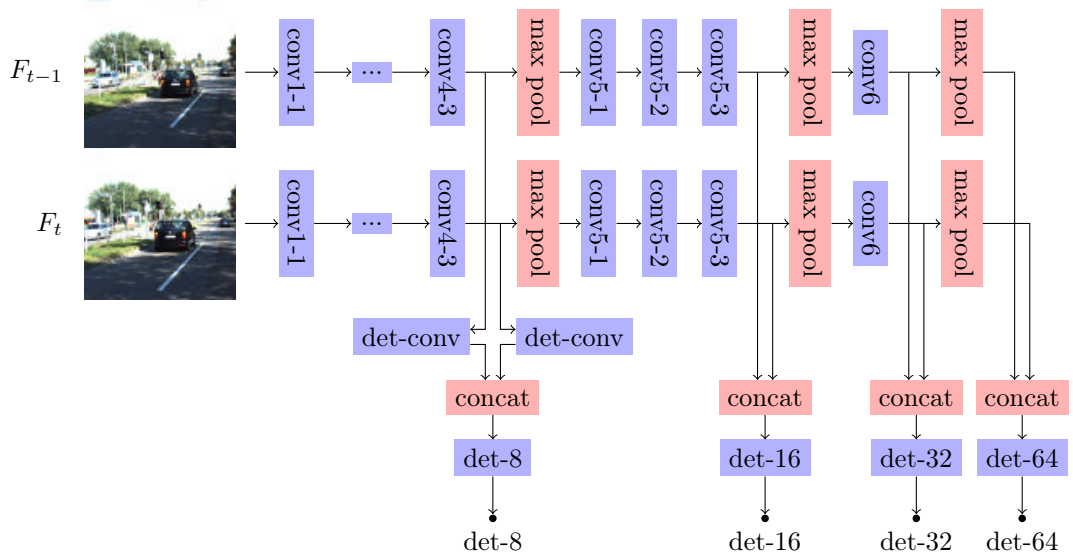 F_{t−1}
conv1-1
...
conv4-3
max pool
conv5-1
conv5-2
conv5-3
max pool
conv6
max pool
F_t
conv1-1
...
conv4-3
max pool
conv5-1
conv5-2
conv5-3
max pool
conv6
max pool
det-conv
det-conv
concat
concat
concat
concat
det-8
det-16
det-32
det-64
det-8
det-16
det-32
det-64